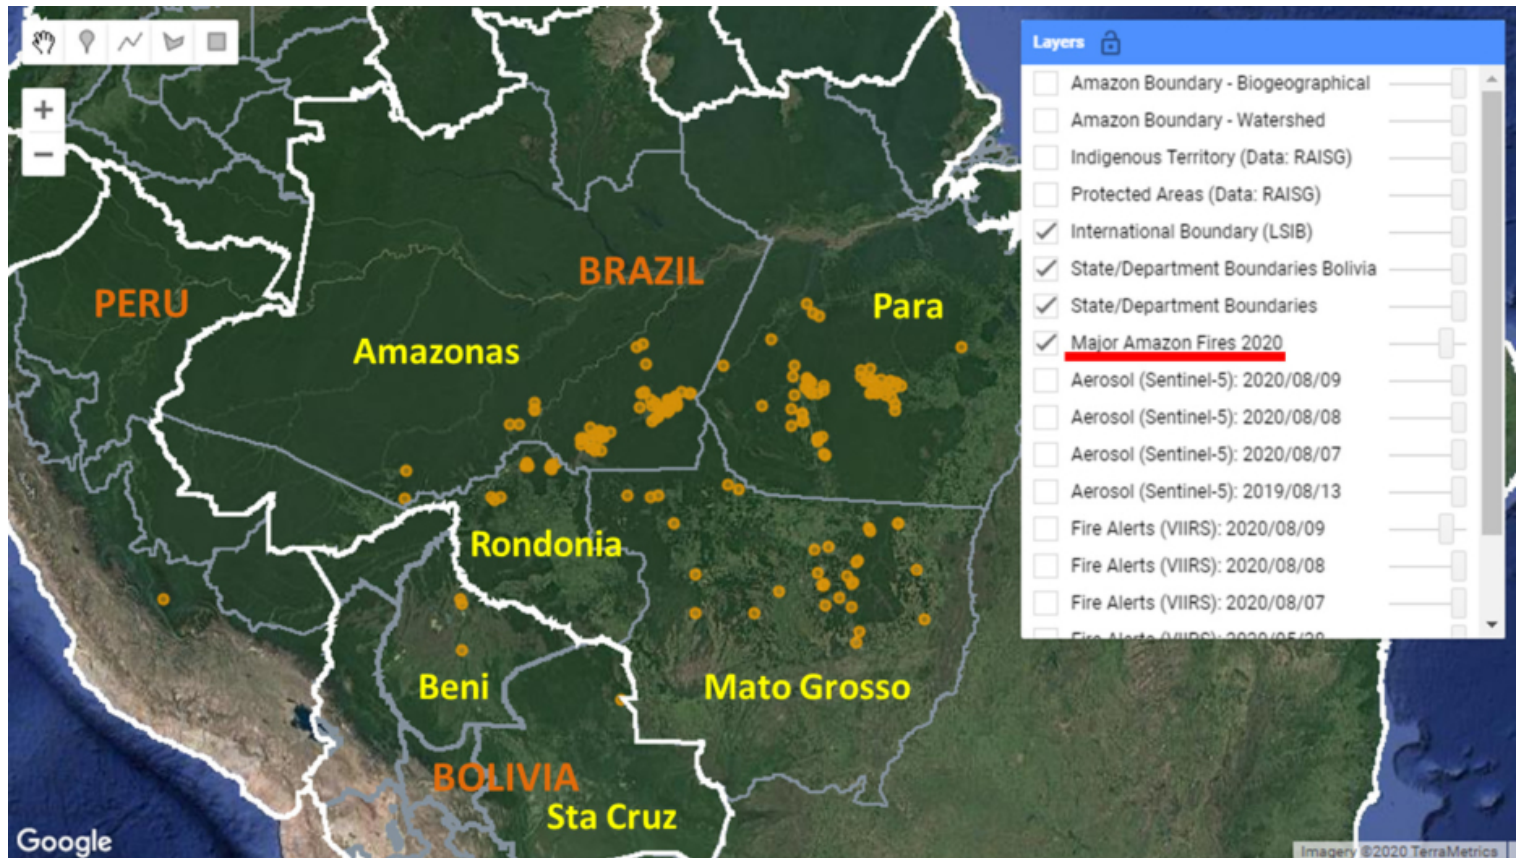 Layers
Amazon Boundary - Biogeographical
Amazon Boundary - Watershed
Indigenous Territory (Data: RAISG)
Protected Areas (Data: RAISG)
International Boundary (LSIB)
State/Department Boundaries Bolivia
State/Department Boundaries
Major Amazon Fires 2020
Aerosol (Sentinel-5): 2020/08/09
Aerosol (Sentinel-5): 2020/08/08
Aerosol (Sentinel-5): 2020/08/07
Aerosol (Sentinel-5): 2019/08/13
Fire Alerts (VIIRS): 2020/08/09
Fire Alerts (VIIRS): 2020/08/08
Fire Alerts (VIIRS): 2020/08/07
BRAZIL
PERU
Para
Amazonas
Rondonia
Beni
Mato Grosso
BOLIVIA
Sta Cruz
Google
Imagery ©2020 TerraMetrics